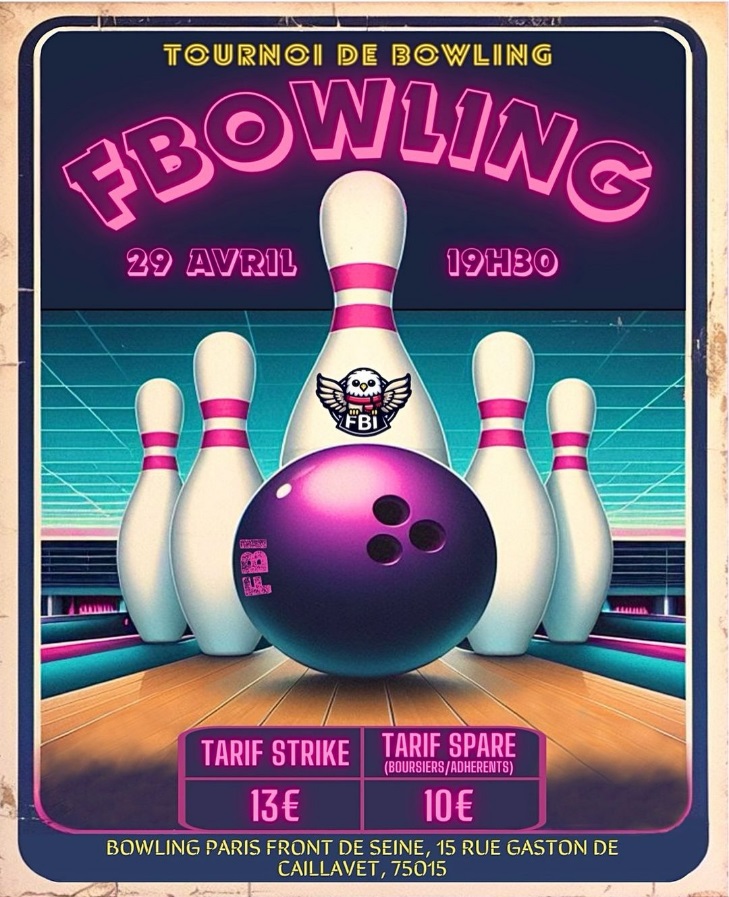 TOURNOI DE BOWLING
FBOWLING
29 AVRIL
19H30
FBI
FBI
TARIF STRIKE
TARIF SPARE
(BOURSIERS/ADHERENTS)
13€
10€
BOWLING PARIS FRONT DE SEINE, 15 RUE GASTON DE
CAILLAVET, 75015